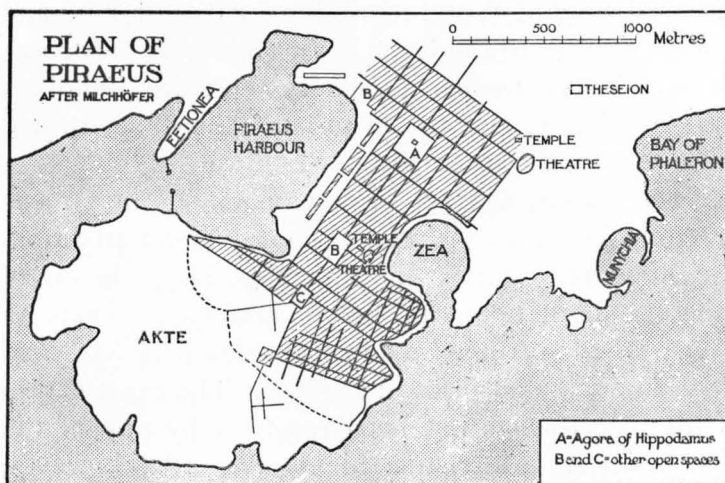 PLAN OF
PIRAEUS
AFTER MILCHHÖFER
0 500 1000
Metres
EETIONEA
PIRAEUS
HARBOUR
B
THESEION
A
TEMPLE
THEATRE
BAY OF
PHALERON
B
TEMPLE
THEATRE
ZEA
MUNYCHIA
C
AKTE
A=Agora of Hippodamus
B and C=other open spaces